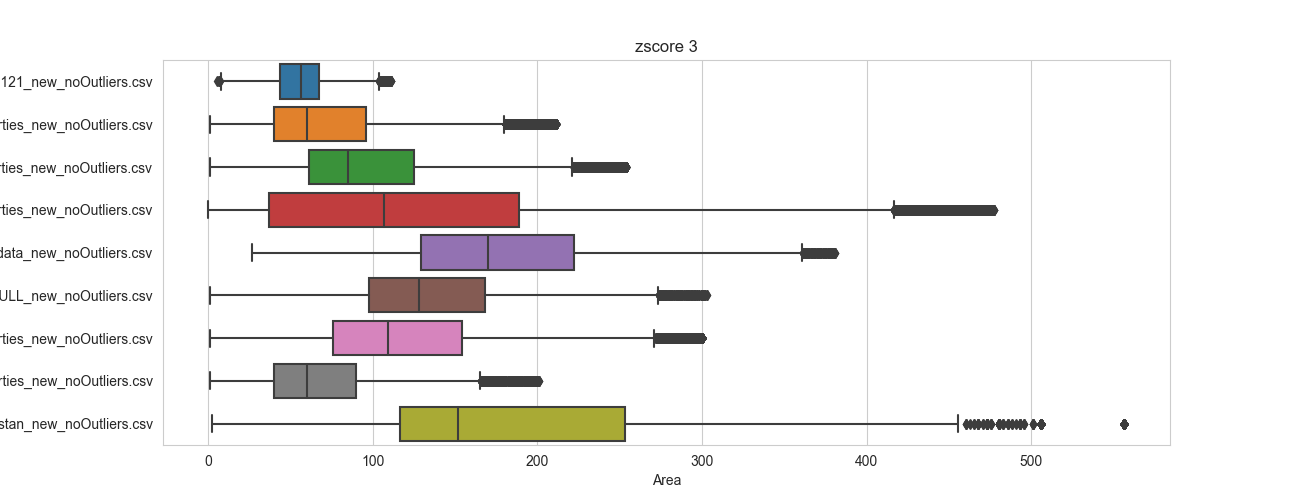 zscore 3
121_new_noOutliers.csv
rties_new_noOutliers.csv
rties_new_noOutliers.csv
rties_new_noOutliers.csv
data_new_noOutliers.csv
ULL_new_noOutliers.csv
rties_new_noOutliers.csv
rties_new_noOutliers.csv
stan_new_noOutliers.csv
0 100 200 300 400 500
Area